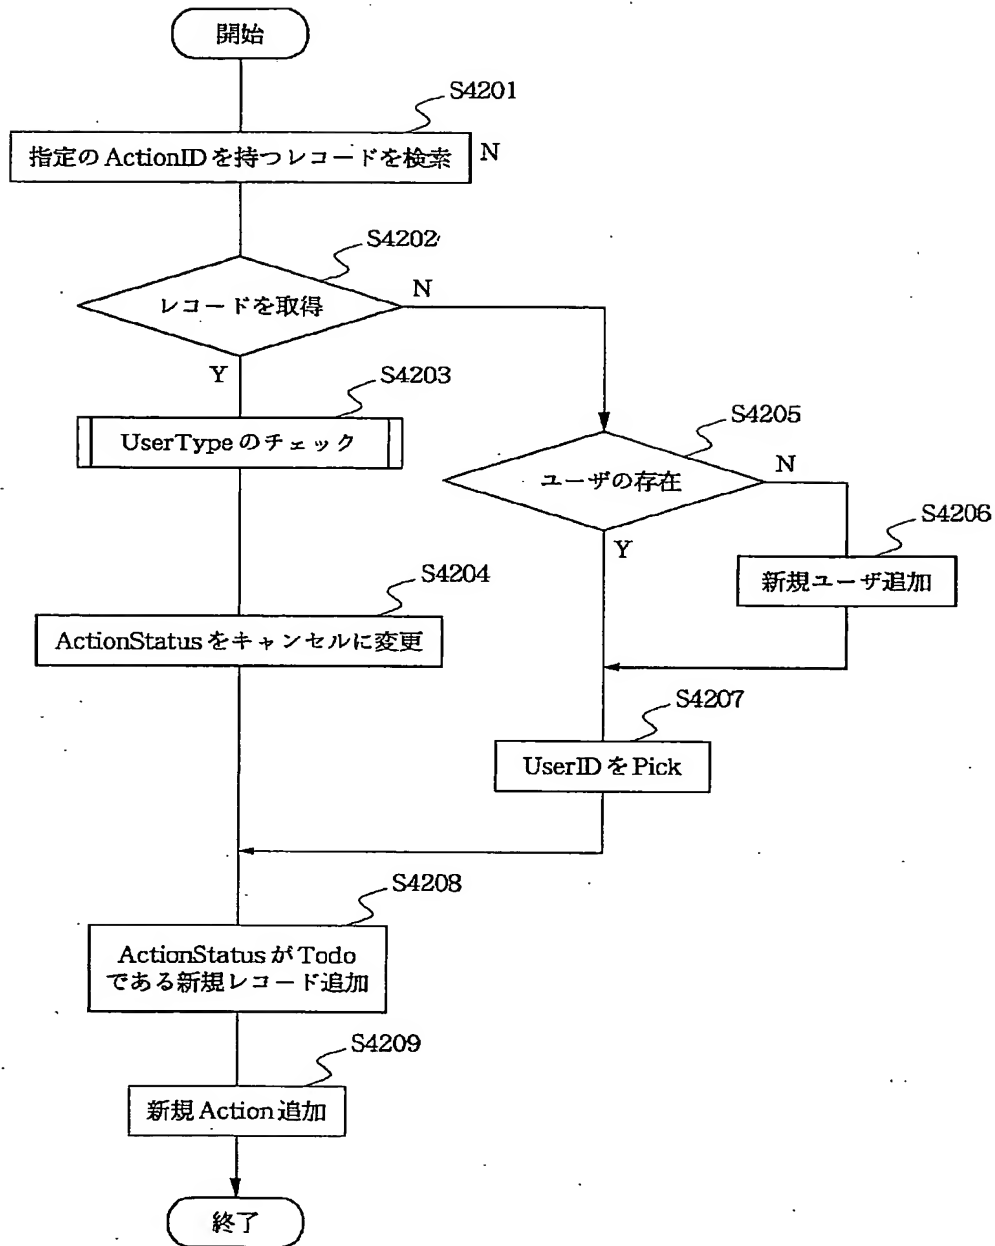 開始
S4201
指定のActionIDを持つレコードを検索
N
S4202
レコードを取得
N
Y
S4203
UserTypeのチェック
S4205
ユーザの存在
N
Y
S4206
新規ユーザ追加
S4204
ActionStatusをキャンセルに変更
S4207
UserIDをPick
S4208
ActionStatusがTodo
である新規レコード追加
S4209
新規Action追加
終了